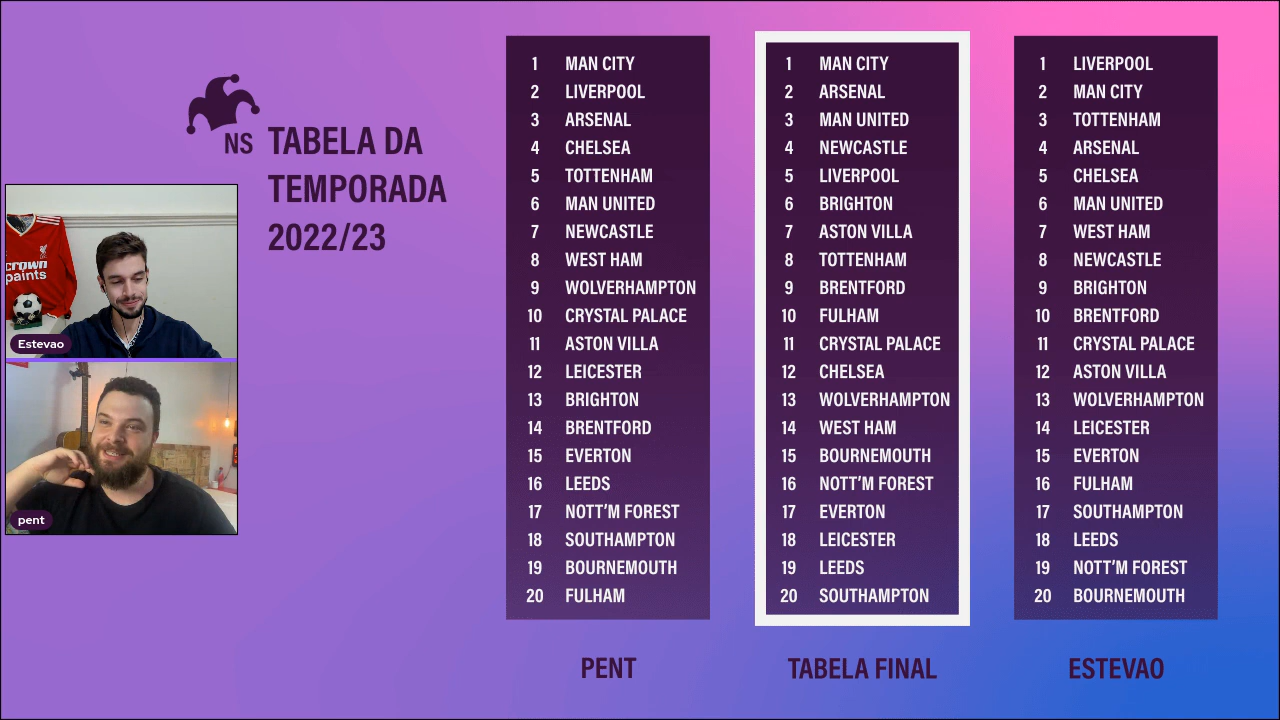 NS
TABELA DA
TEMPORADA
2022/23
crown
paints
Estevao
pent
1 MAN CITY
2 LIVERPOOL
3 ARSENAL
4 CHELSEA
5 TOTTENHAM
6 MAN UNITED
7 NEWCASTLE
8 WEST HAM
9 WOLVERHAMPTON
10 CRYSTAL PALACE
11 ASTON VILLA
12 LEICESTER
13 BRIGHTON
14 BRENTFORD
15 EVERTON
16 LEEDS
17 NOTT'M FOREST
18 SOUTHAMPTON
19 BOURNEMOUTH
20 FULHAM
PENT
1 MAN CITY
2 ARSENAL
3 MAN UNITED
4 NEWCASTLE
5 LIVERPOOL
6 BRIGHTON
7 ASTON VILLA
8 TOTTENHAM
9 BRENTFORD
10 FULHAM
11 CRYSTAL PALACE
12 CHELSEA
13 WOLVERHAMPTON
14 WEST HAM
15 BOURNEMOUTH
16 NOTT'M FOREST
17 EVERTON
18 LEICESTER
19 LEEDS
20 SOUTHAMPTON
TABELA FINAL
1 LIVERPOOL
2 MAN CITY
3 TOTTENHAM
4 ARSENAL
5 CHELSEA
6 MAN UNITED
7 WEST HAM
8 NEWCASTLE
9 BRIGHTON
10 BRENTFORD
11 CRYSTAL PALACE
12 ASTON VILLA
13 WOLVERHAMPTON
14 LEICESTER
15 EVERTON
16 FULHAM
17 SOUTHAMPTON
18 LEEDS
19 NOTT'M FOREST
20 BOURNEMOUTH
ESTEVAO